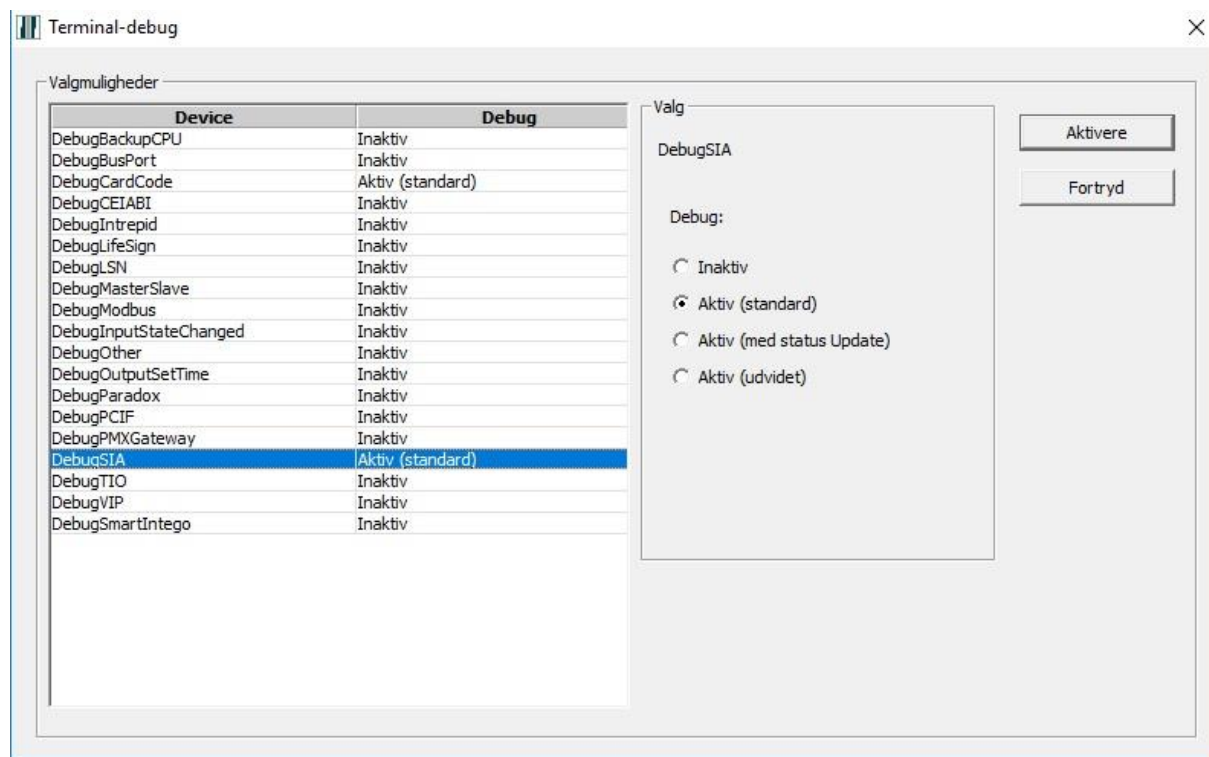 Terminal-debug
Valgmuligheder
Device Debug
DebugBackupCPU Inaktiv
DebugBusPort Inaktiv
DebugCardCode Aktiv (standard)
DebugCEIABI Inaktiv
DebugIntrepid Inaktiv
DebugLifeSign Inaktiv
DebugLSN Inaktiv
DebugMasterSlave Inaktiv
DebugModbus Inaktiv
DebugInputStateChanged Inaktiv
DebugOther Inaktiv
DebugOutputSetTime Inaktiv
DebugParadox Inaktiv
DebugPCIF Inaktiv
DebugPMXGateway Inaktiv
DebugSIA Aktiv (standard)
DebugTIO Inaktiv
DebugVIP Inaktiv
DebugSmartIntego Inaktiv
Valg
DebugSIA
Debug:
Inaktiv
Aktiv (standard)
Aktiv (med status Update)
Aktiv (udvidet)
Aktivere
Fortryd